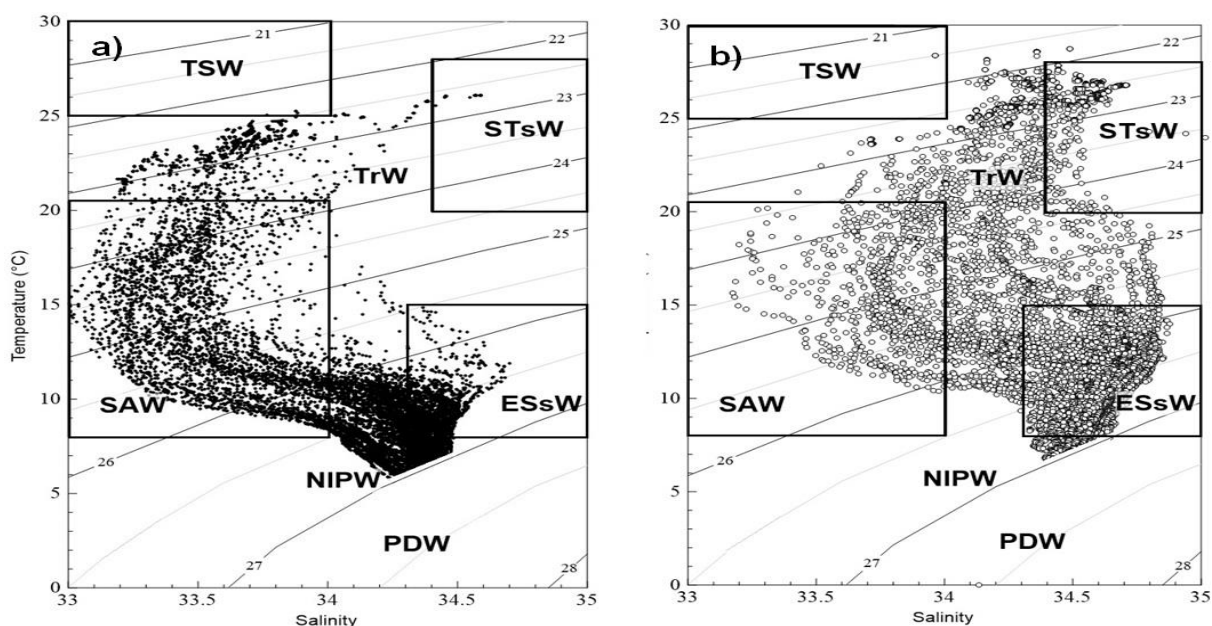 a)
30
25
20
15
10
5
0
Temperature (°C)
21
TSW
22
23
STsW
24
TrW
25
SAW
26
ESsW
NIPW
PDW
27
28
33
33.5
34
34.5
35
Salinity
b)
30
25
20
15
10
5
0
21
TSW
22
23
STsW
24
TrW
25
SAW
26
ESsW
NIPW
PDW
27
28
33
33.5
34
34.5
35
Salinity